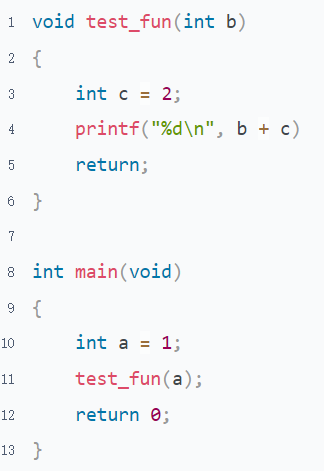 1 void test_fun(int b)
2 {
3     int c = 2;
4     printf("%d\n", b + c)
5     return;
6 }
7
8 int main(void)
9 {
10     int a = 1;
11     test_fun(a);
12     return 0;
13 }